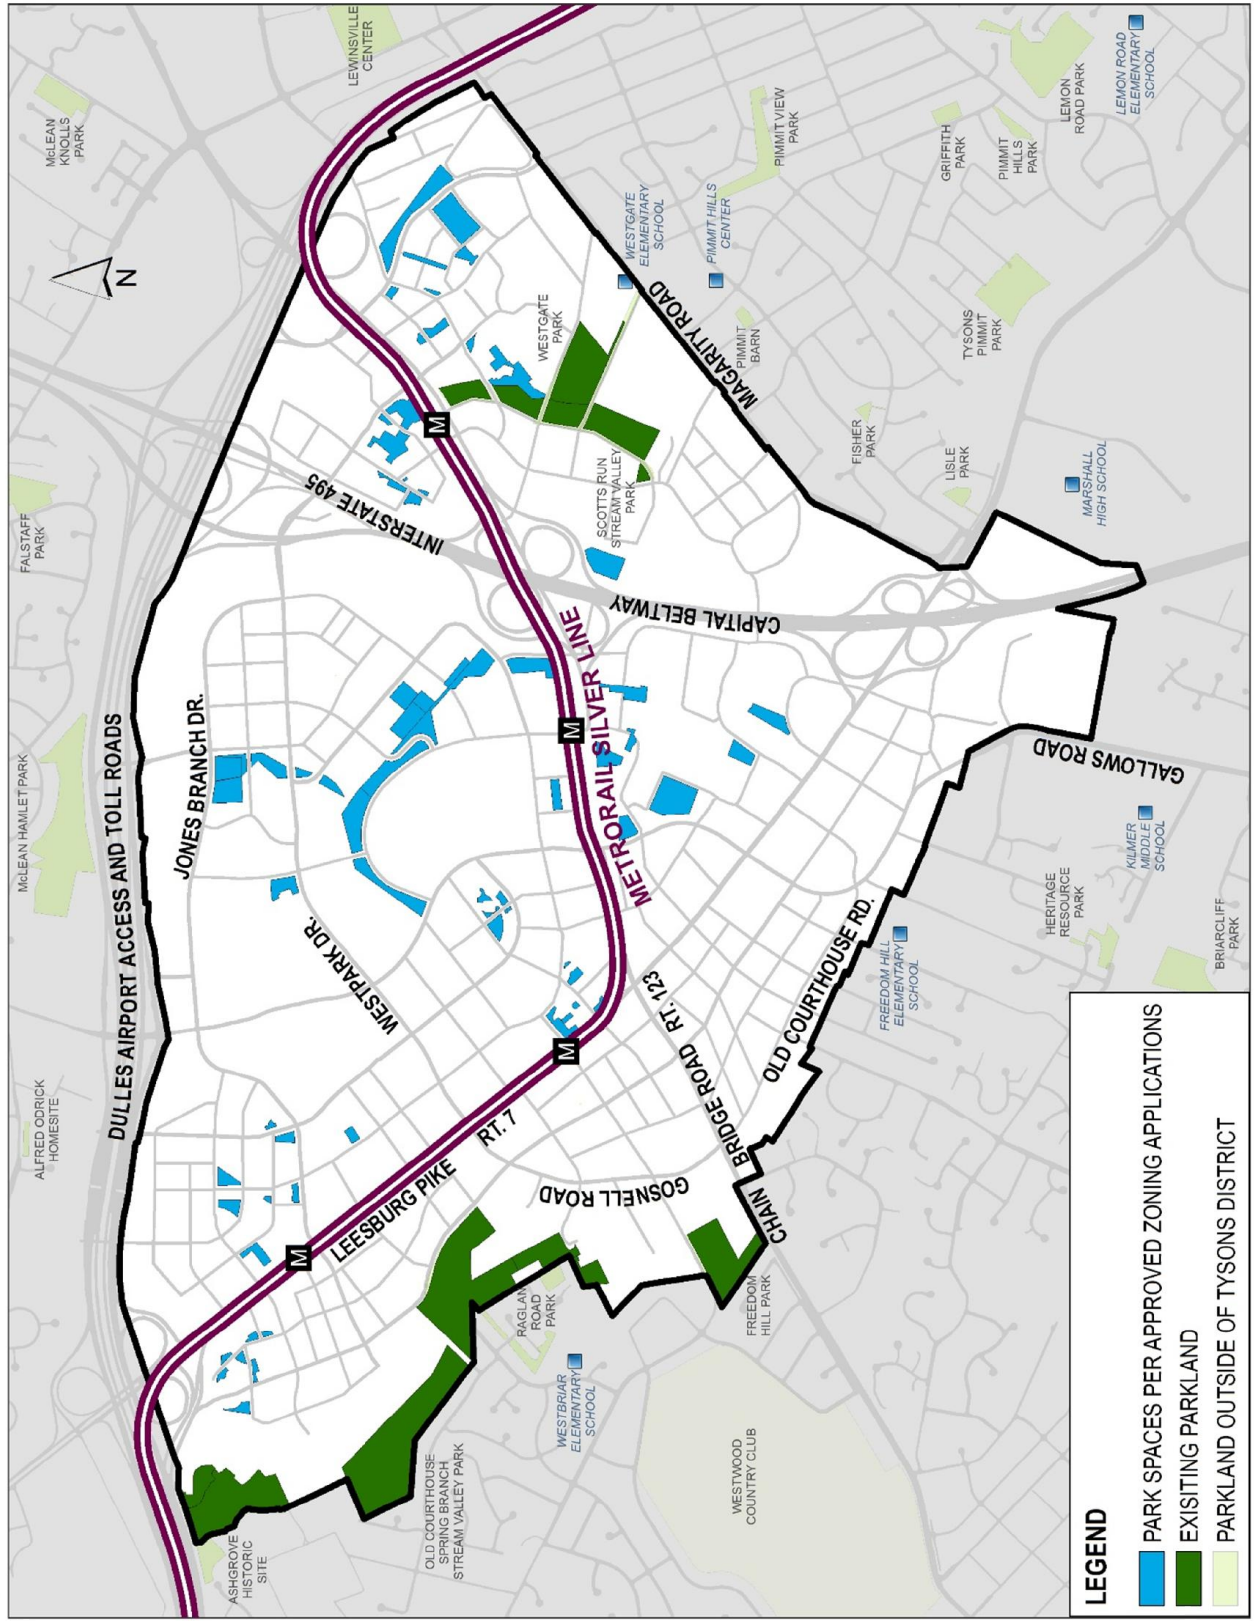 ASHGROVE
HISTORIC
SITE
OLD COURTHOUSE
SPRING BRANCH
STREAM VALLEY PARK
WESTBRIAR
ELEMENTARY
SCHOOL
WESTWOOD
COUNTRY CLUB
RAGLAN
ROAD
PARK
FREEDOM
HILL PARK
ALFRED ODRICK
HOMESITE
DULLES AIRPORT ACCESS AND TOLL ROADS
M
LEESBURG PIKE
RT. 7
GOSNELL ROAD
CHAIN
BRIDGE ROAD
RT. 123
OLD COURTHOUSE RD.
M
WESTPARK DR.
JONES BRANCH DR.
McLEAN HAMLET PARK
METRORAIL SILVER LINE
M
FREEDOM HILL
ELEMENTARY
SCHOOL
HERITAGE
RESOURCE
PARK
BRIARCLIFF
PARK
KILMER
MIDDLE
SCHOOL
GALLOWS ROAD
FALSTAFF
PARK
INTERSTATE 495
CAPITAL BELTWAY
SCOTTS RUN
STREAM VALLEY
PARK
M
MARSHALL
HIGH SCHOOL
LISLE
PARK
FISHER
PARK
MAGARITY ROAD
WESTGATE
PARK
PIMMIT
BARN
TYSONS
PIMMIT
PARK
N
WESTGATE
ELEMENTARY
SCHOOL
PIMMIT HILLS
CENTER
McLEAN
KNOLLS
PARK
LEWINSVILLE
CENTER
PIMMIT VIEW
PARK
GRIFFITH
PARK
PIMMIT
HILLS
PARK
LEMON
ROAD PARK
LEMON ROAD
ELEMENTARY
SCHOOL
LEGEND
PARK SPACES PER APPROVED ZONING APPLICATIONS
EXISITING PARKLAND
PARKLAND OUTSIDE OF TYSONS DISTRICT